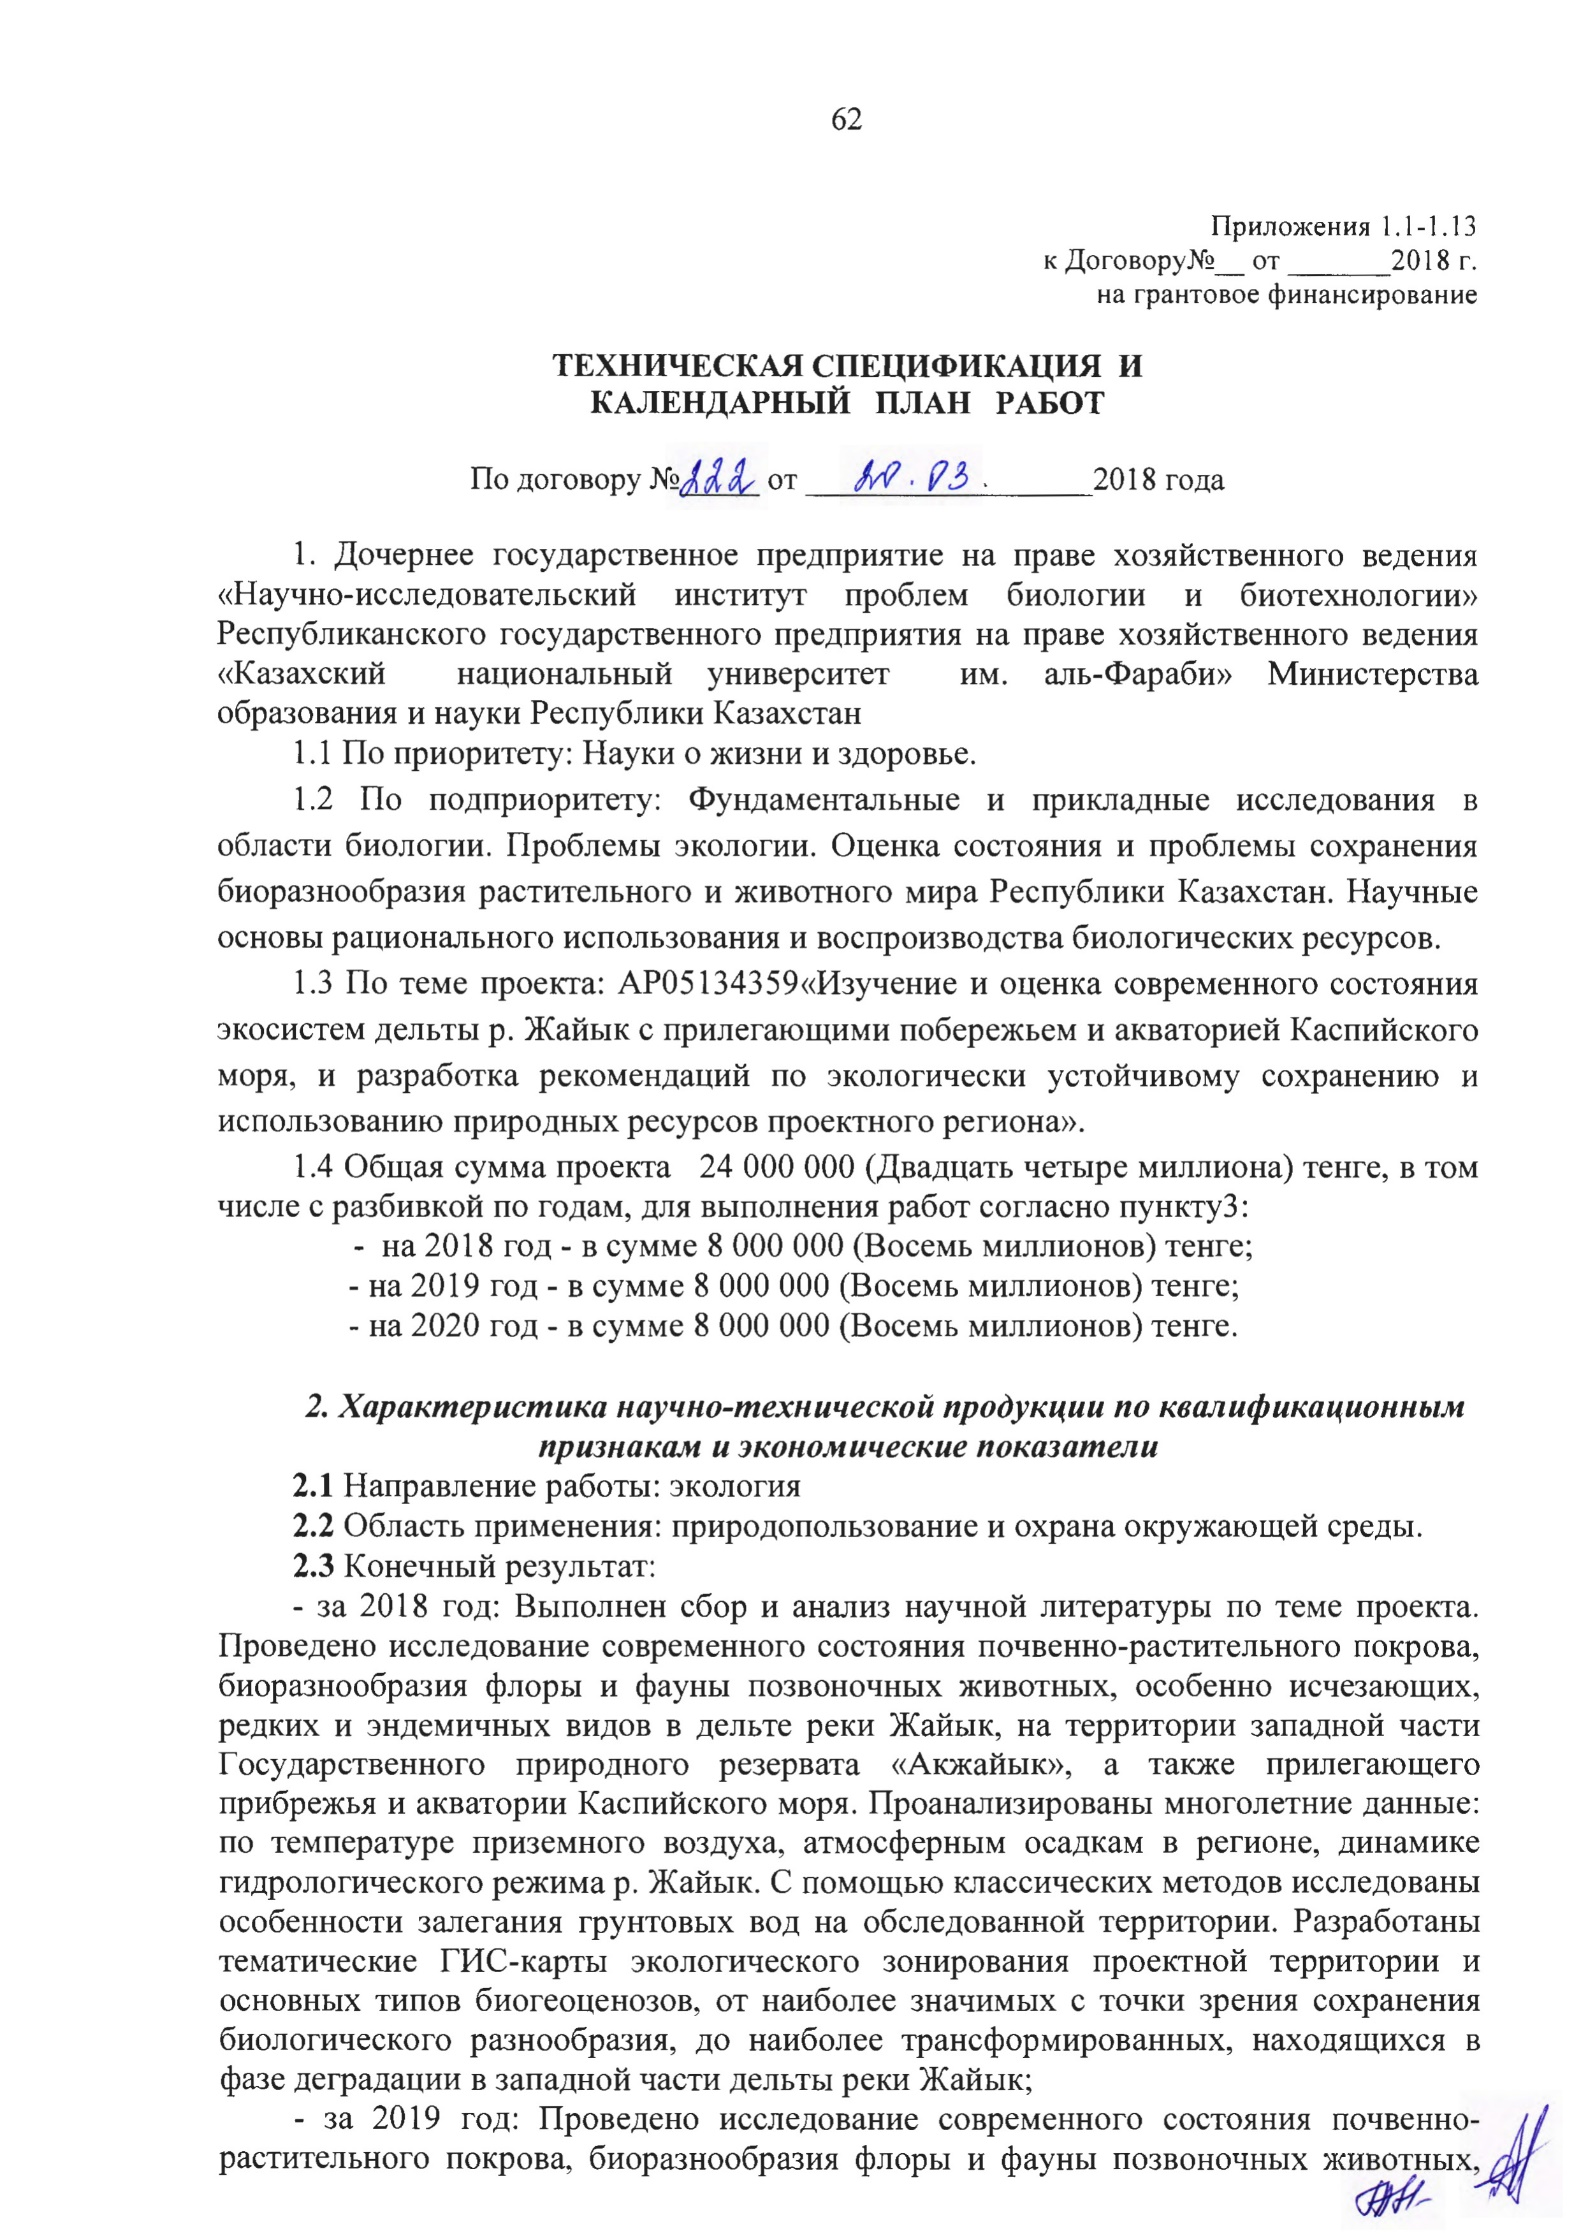 62
Приложения 1.1-1.13
к Договору№__ от _______2018 г.
на грантовое финансирование
ТЕХНИЧЕСКАЯ СПЕЦИФИКАЦИЯ И
КАЛЕНДАРНЫЙ ПЛАН РАБОТ
По договору №222 от 20.03. 2018 года
1. Дочернее государственное предприятие на праве хозяйственного ведения
«Научно-исследовательский институт проблем биологии и биотехнологии»
Республиканского государственного предприятия на праве хозяйственного ведения
«Казахский национальный университет им. аль-Фараби» Министерства
образования и науки Республики Казахстан
1.1 По приоритету: Науки о жизни и здоровье.
1.2 По подприоритету: Фундаментальные и прикладные исследования в
области биологии. Проблемы экологии. Оценка состояния и проблемы сохранения
биоразнообразия растительного и животного мира Республики Казахстан. Научные
основы рационального использования и воспроизводства биологических ресурсов.
1.3 По теме проекта: АР05134359«Изучение и оценка современного состояния
экосистем дельты р. Жайык с прилегающими побережьем и акваторией Каспийского
моря, и разработка рекомендаций по экологически устойчивому сохранению и
использованию природных ресурсов проектного региона».
1.4 Общая сумма проекта 24 000 000 (Двадцать четыре миллиона) тенге, в том
числе с разбивкой по годам, для выполнения работ согласно пункту3:
- на 2018 год - в сумме 8 000 000 (Восемь миллионов) тенге;
- на 2019 год - в сумме 8 000 000 (Восемь миллионов) тенге;
- на 2020 год - в сумме 8 000 000 (Восемь миллионов) тенге.
2. Характеристика научно-технической продукции по квалификационным
признакам и экономические показатели
2.1 Направление работы: экология
2.2 Область применения: природопользование и охрана окружающей среды.
2.3 Конечный результат:
- за 2018 год: Выполнен сбор и анализ научной литературы по теме проекта.
Проведено исследование современного состояния почвенно-растительного покрова,
биоразнообразия флоры и фауны позвоночных животных, особенно исчезающих,
редких и эндемичных видов в дельте реки Жайык, на территории западной части
Государственного природного резервата «Акжайык», а также прилегающего
прибрежья и акватории Каспийского моря. Проанализированы многолетние данные:
по температуре приземного воздуха, атмосферным осадкам в регионе, динамике
гидрологического режима р. Жайык. С помощью классических методов исследованы
особенности залегания грунтовых вод на обследованной территории. Разработаны
тематические ГИС-карты экологического зонирования проектной территории и
основных типов биогеоценозов, от наиболее значимых с точки зрения сохранения
биологического разнообразия, до наиболее трансформированных, находящихся в
фазе деградации в западной части дельты реки Жайык;
- за 2019 год: Проведено исследование современного состояния почвенно-
растительного покрова, биоразнообразия флоры и фауны позвоночных животных,